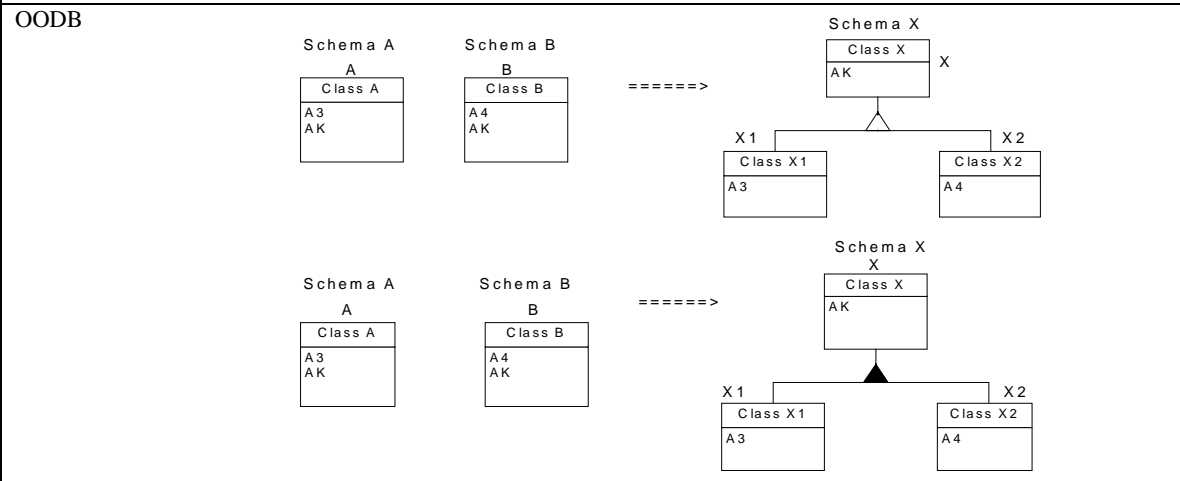 OODB
Schema A
Schema B
Schema X
A
B
Class A
A3
AK
Class B
A4
AK
======>
Class X
AK
X
X1
X2
Class X1
A3
Class X2
A4
Schema X
X
Schema A
Schema B
A
B
Class A
A3
AK
Class B
A4
AK
======>
Class X
AK
X1
X2
Class X1
A3
Class X2
A4